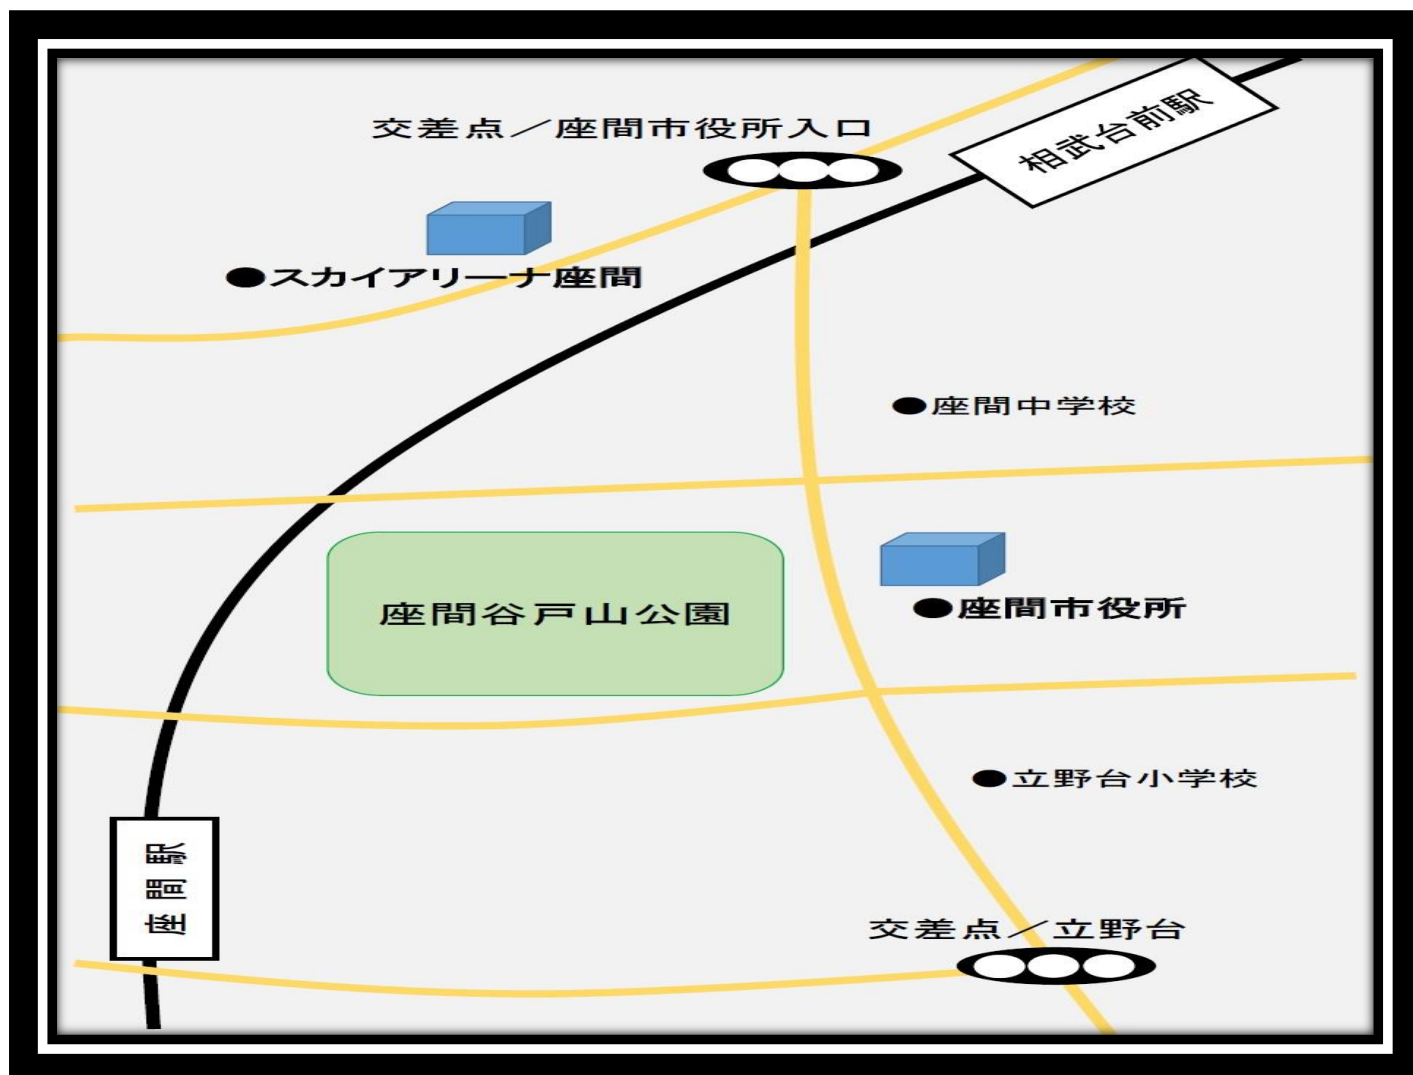 相武台前駅
交差点／座間市役所入口
●スカイアリーナ座間
●座間中学校
座間谷戸山公園
●座間市役所
●立野台小学校
座間駅
交差点／立野台